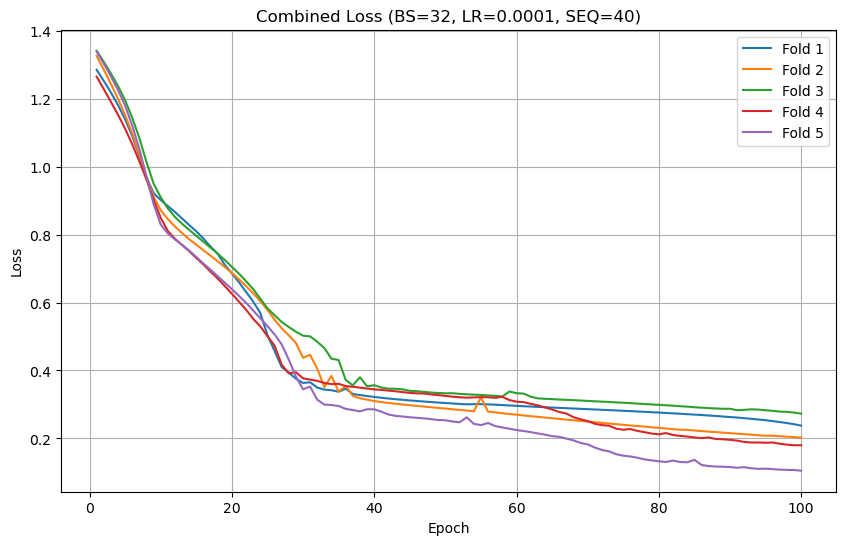 Combined Loss (BS=32, LR=0.0001, SEQ=40)
1.4
1.2
1.0
0.8
0.6
0.4
0.2
Loss
Fold 1
Fold 2
Fold 3
Fold 4
Fold 5
0 20 40 60 80 100
Epoch